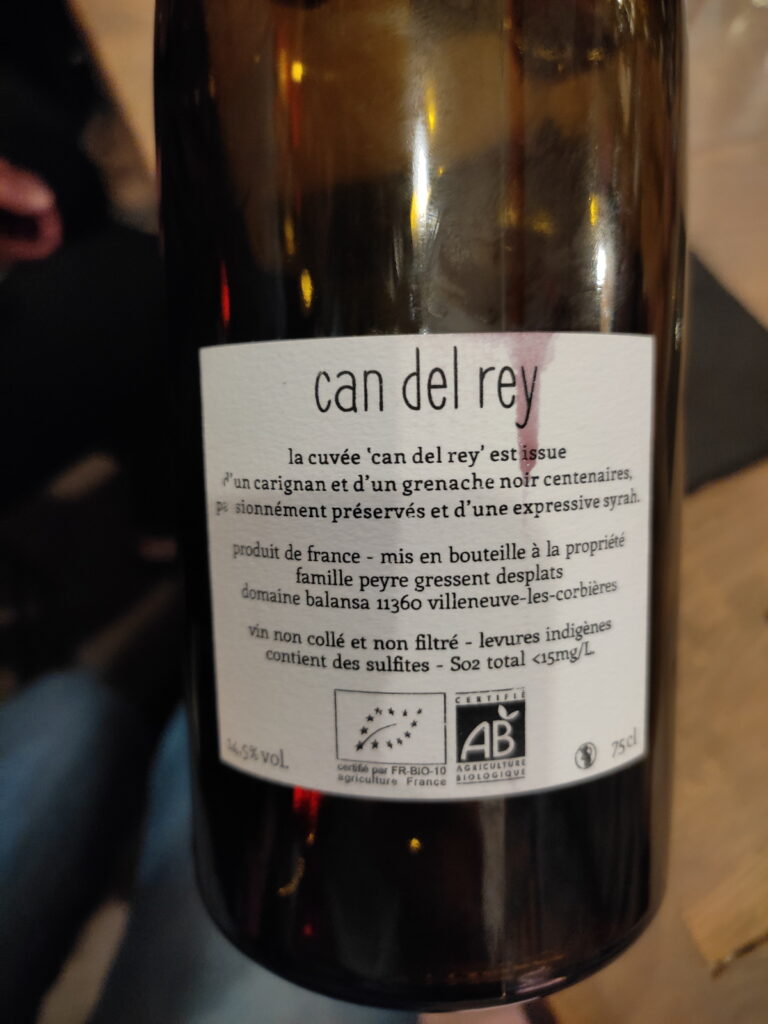 can del rey
la cuvée 'can del rey' est issue
d'un carignan et d'un grenache noir centenaires,
passionnément préservés et d'une expressive syrah.
produit de france - mis en bouteille à la propriété
famille peyre gressent desplats
domaine balansa 11360 villeneuve-les-corbières
vin non collé et non filtré - levures indigènes
contient des sulfites - So2 total <15mg/L.
CERTIFIÉ
AB
AGRICULTURE
BIOLOGIQUE
certifié par FR-BIO-10
agriculture France
14,5% vol.
75cl